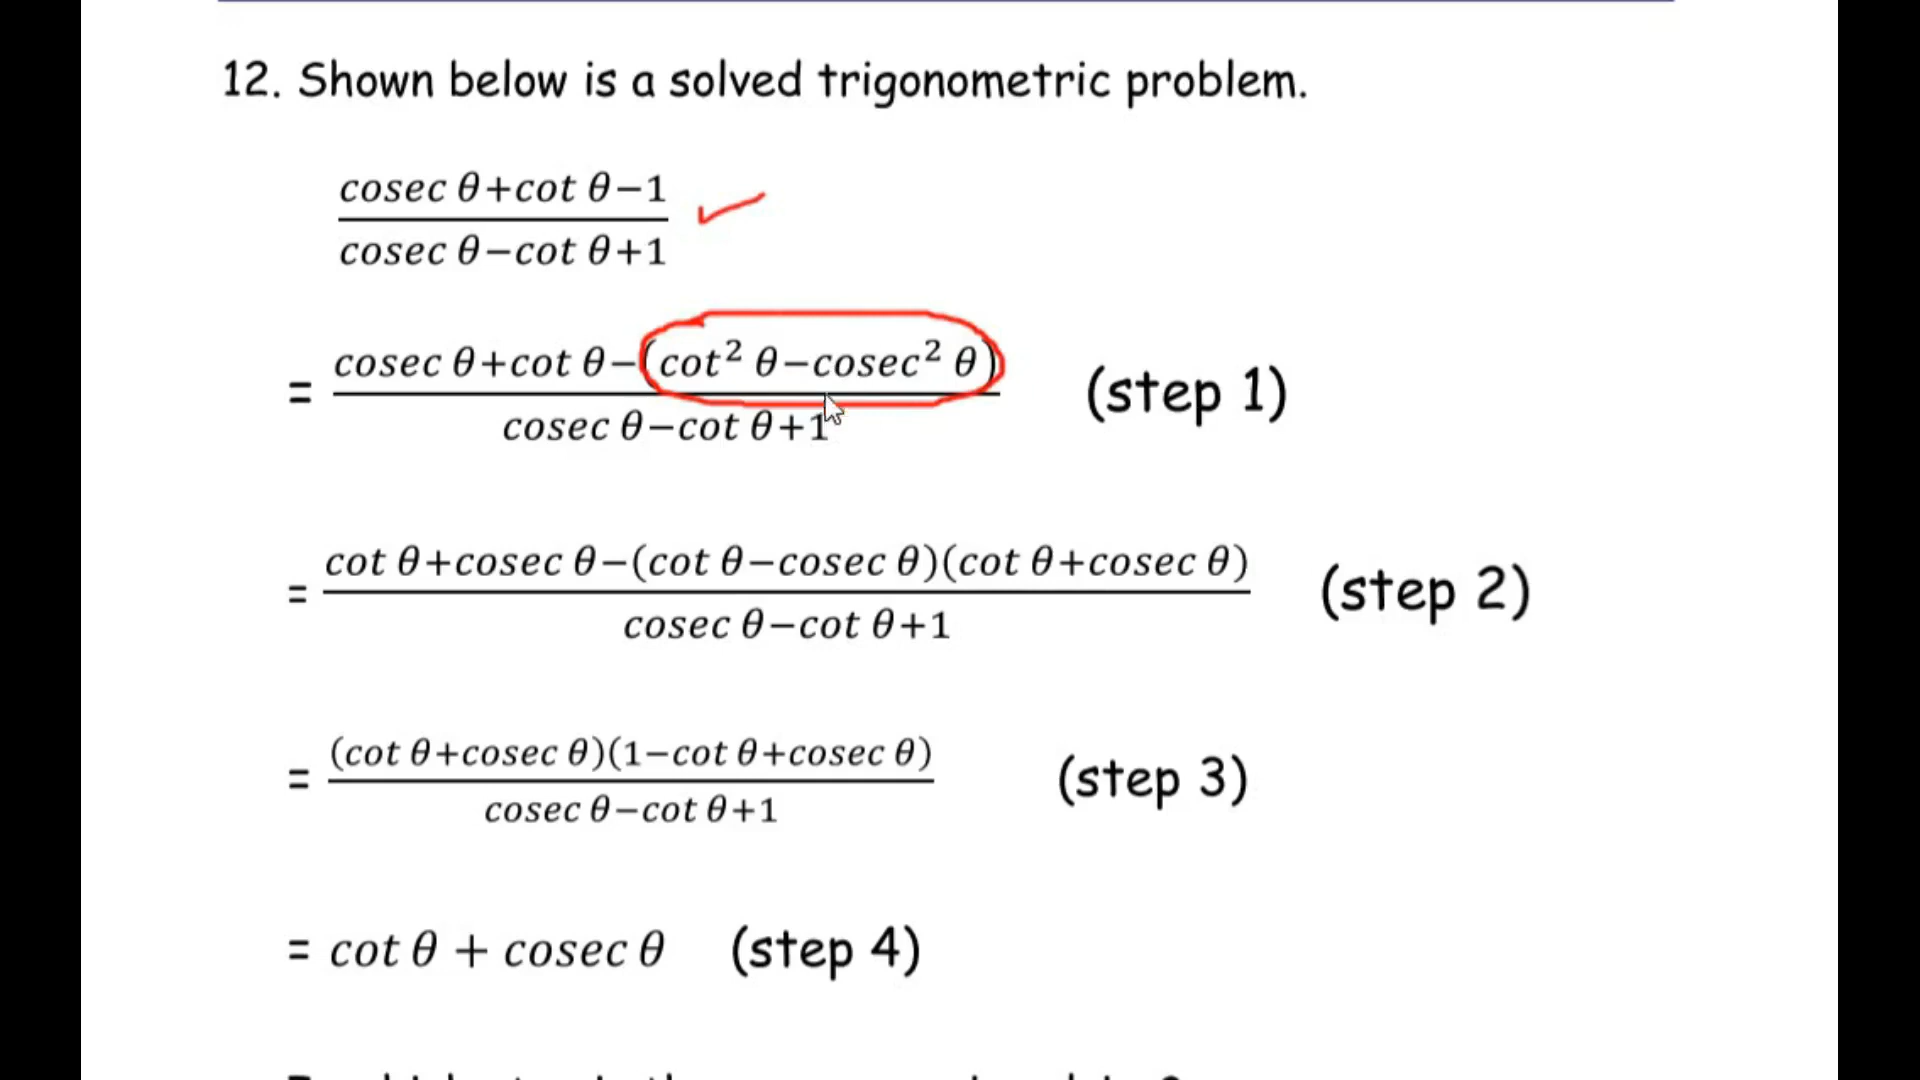 12. Shown below is a solved trigonometric problem.
cosec θ+cot θ−1
cosec θ−cot θ+1
= cosec θ+cot θ−(cot² θ−cosec² θ) (step 1)
cosec θ−cot θ+1
= cot θ+cosec θ−(cot θ−cosec θ)(cot θ+cosec θ) (step 2)
cosec θ−cot θ+1
= (cot θ+cosec θ)(1−cot θ+cosec θ) (step 3)
cosec θ−cot θ+1
= cot θ + cosec θ (step 4)